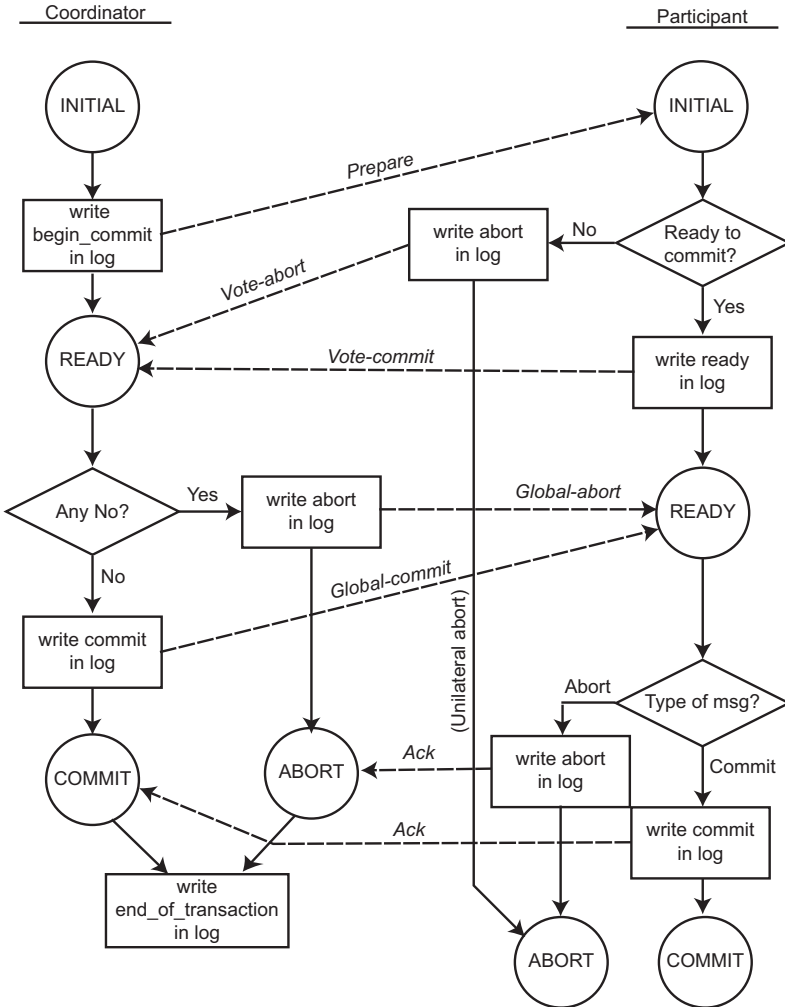 Coordinator
Participant
INITIAL
INITIAL
Prepare
write
begin_commit
in log
write abort
in log
No
Ready to
commit?
Vote-abort
Yes
READY
Vote-commit
write ready
in log
Any No?
Yes
write abort
in log
Global-abort
READY
No
Global-commit
write commit
in log
(Unilateral abort)
Abort
Type of msg?
COMMIT
ABORT
Ack
write abort
in log
Commit
Ack
write commit
in log
write
end_of_transaction
in log
ABORT
COMMIT